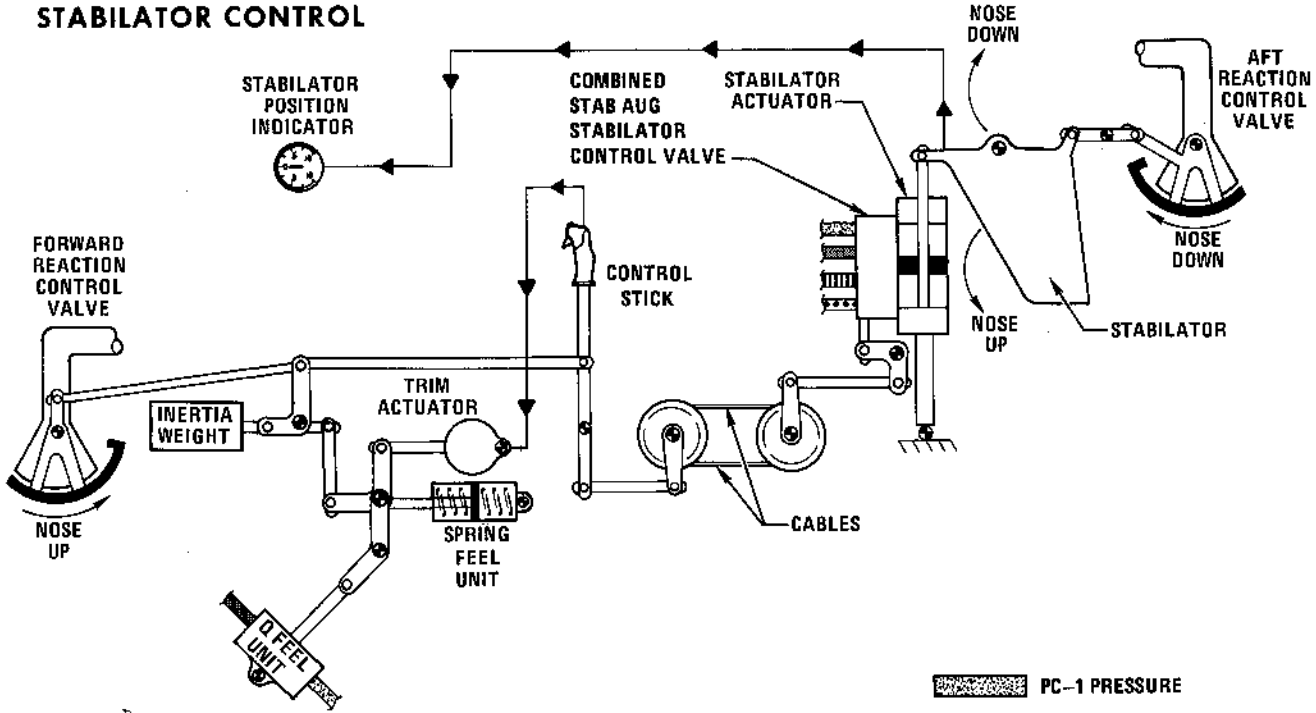 STABILATOR CONTROL
STABILATOR
POSITION
INDICATOR
COMBINED
STAB AUG
STABILATOR
CONTROL VALVE
STABILATOR
ACTUATOR
NOSE
DOWN
AFT
REACTION
CONTROL
VALVE
NOSE
DOWN
FORWARD
REACTION
CONTROL
VALVE
CONTROL
STICK
NOSE
UP
STABILATOR
INERTIA
WEIGHT
TRIM
ACTUATOR
NOSE
UP
SPRING
FEEL
UNIT
CABLES
Q FEEL
UNIT
PC-1 PRESSURE